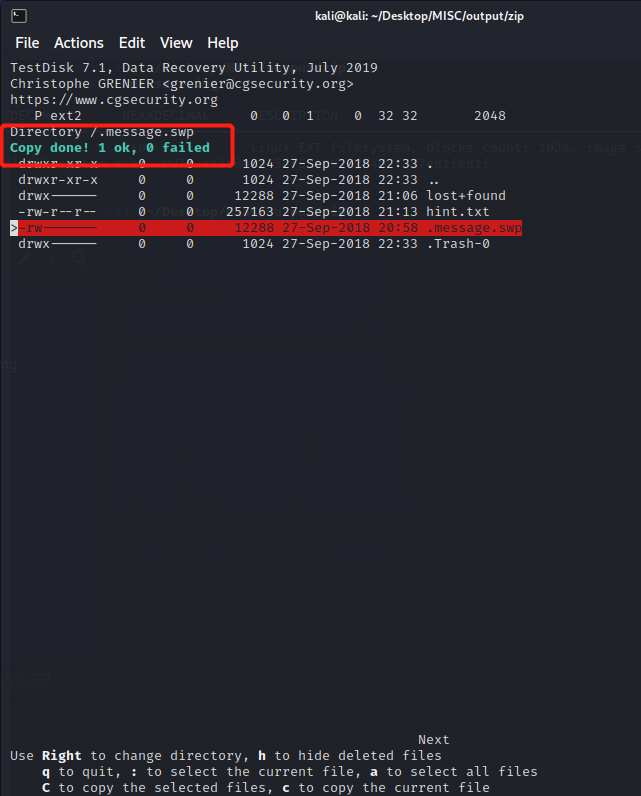 kali@kali: ~/Desktop/MISC/output/zip
File Actions Edit View Help
TestDisk 7.1, Data Recovery Utility, July 2019
Christophe GRENIER <grenier@cgsecurity.org>
https://www.cgsecurity.org
P ext2 0 0 1 0 32 32 2048
Directory /.message.swp
Copy done! 1 ok, 0 failed
drwxr-xr-x 0 0 1024 27-Sep-2018 22:33 .
drwxr-xr-x 0 0 1024 27-Sep-2018 22:33 ..
drwx------ 0 0 12288 27-Sep-2018 21:06 lost+found
-rw-r--r-- 0 0 257163 27-Sep-2018 21:13 hint.txt
>-rw------- 0 0 12288 27-Sep-2018 20:58 .message.swp
drwx------ 0 0 1024 27-Sep-2018 22:33 .Trash-0
Next
Use Right to change directory, h to hide deleted files
q to quit, : to select the current file, a to select all files
C to copy the selected files, c to copy the current file